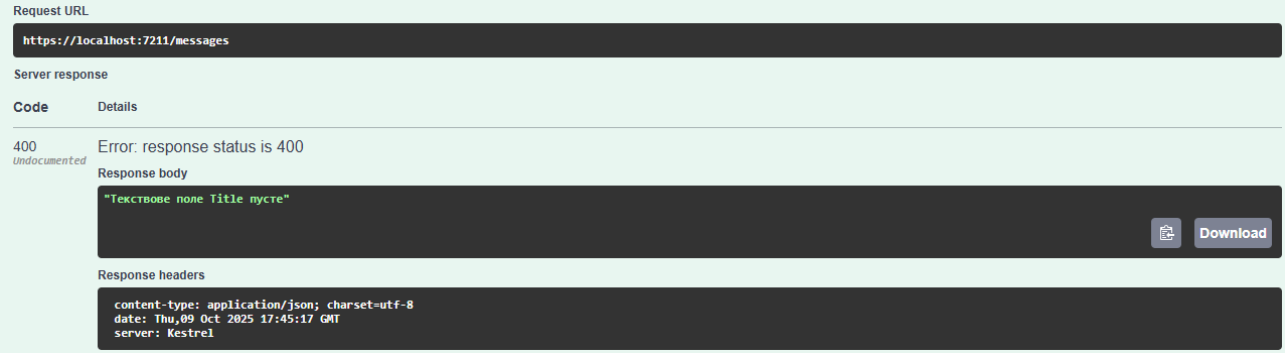 Request URL
https://localhost:7211/messages
Server response
Code Details
400 Error: response status is 400
Undocumented
Response body
"Текствове поле Title пусте"
Download
Response headers
content-type: application/json; charset=utf-8
date: Thu,09 Oct 2025 17:45:17 GMT
server: Kestrel